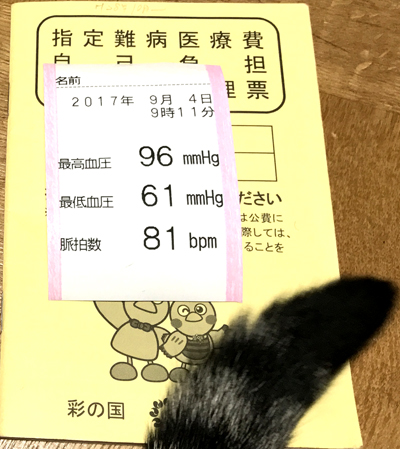 指定難病医療費
自己負担
理票
名前
2017年 9月 4日
9時11分
最高血圧 96 mmHg
最低血圧 61 mmHg
脈拍数 81 bpm
ださい
は公費に
際しては、
ることを
彩の国